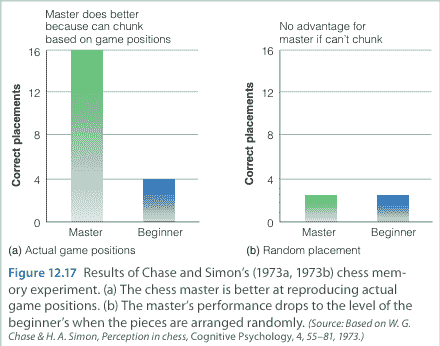 Master does better
because can chunk
based on game positions
16
12
8
4
0
Correct placements
Master
Beginner
(a) Actual game positions
No advantage for
master if can't chunk
16
12
8
4
0
Correct placements
Master
Beginner
(b) Random placement
Figure 12.17 Results of Chase and Simon's (1973a, 1973b) chess mem-
ory experiment. (a) The chess master is better at reproducing actual
game positions. (b) The master's performance drops to the level of the
beginner's when the pieces are arranged randomly. (Source: Based on W. G.
Chase & H. A. Simon, Perception in chess, Cognitive Psychology, 4, 55–81, 1973.)